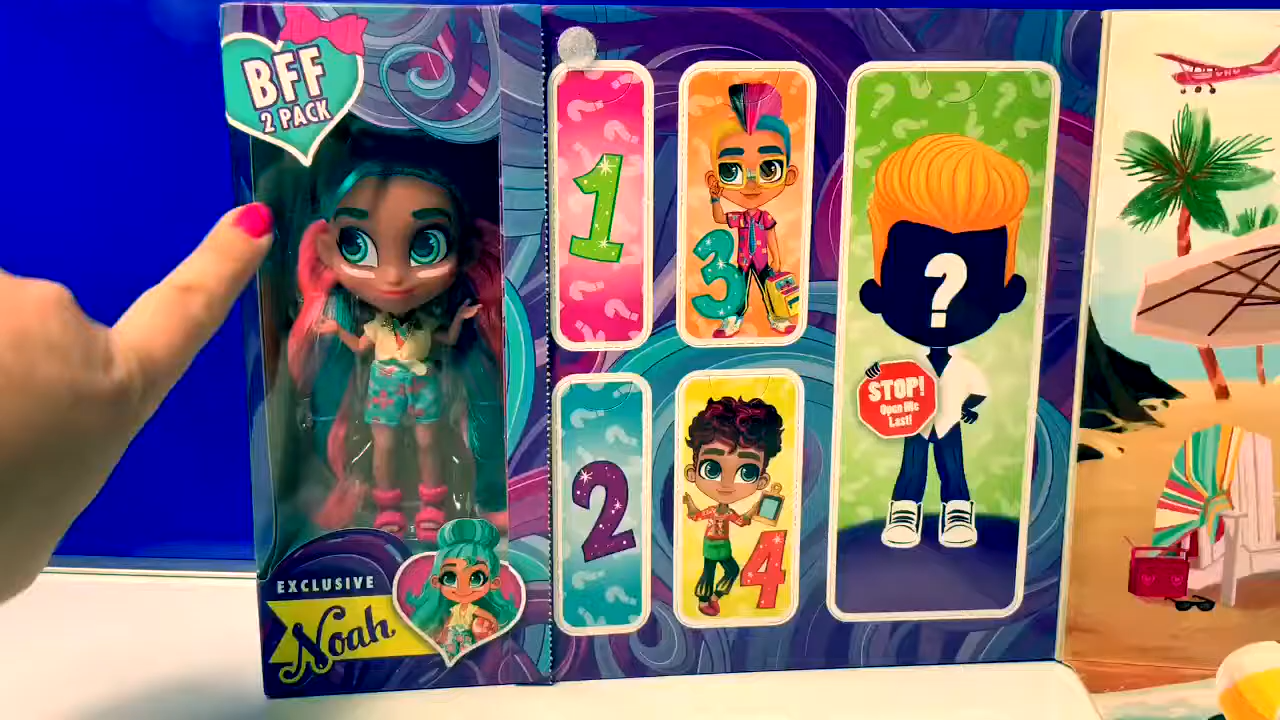 BFF
2 PACK
1
3
2
4
?
STOP!
Open Me
Last!
EXCLUSIVE
Noah